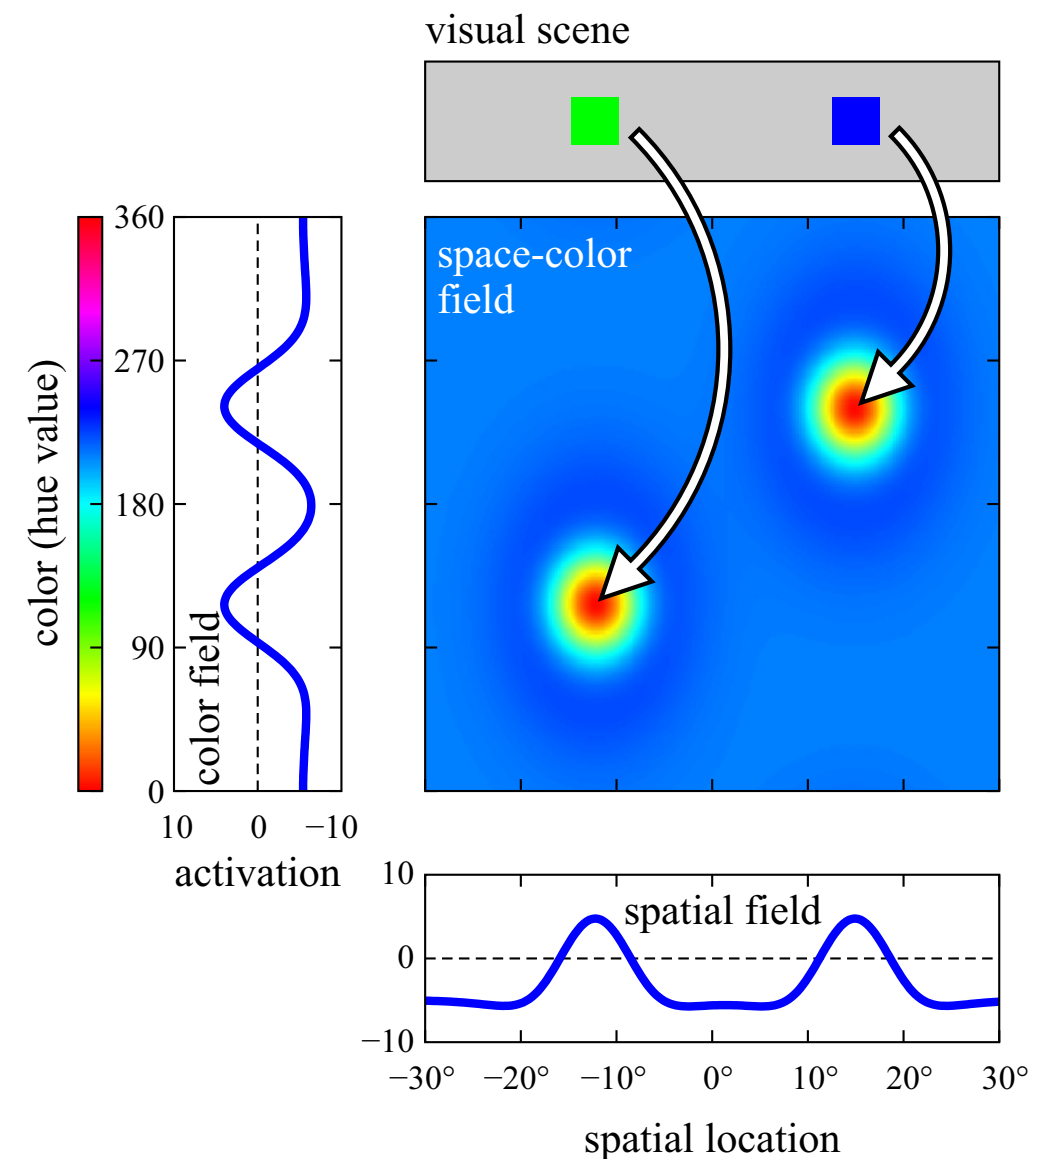 visual scene
space-color
field
color (hue value)
360
270
180
90
0
color field
10 0 −10
activation
10
0
−10
spatial field
−30° −20° −10° 0° 10° 20° 30°
spatial location